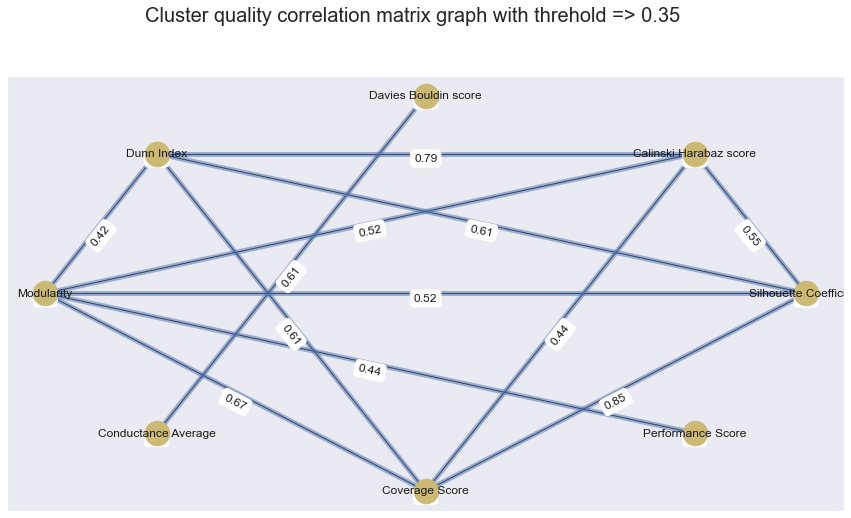 Cluster quality correlation matrix graph with threhold => 0.35
Davies Bouldin score
Dunn Index
Calinski Harabaz score
0.79
0.42
0.52
0.61
0.55
0.61
Modularity
0.52
Silhouette Coeffici
0.61
0.44
0.44
0.67
0.85
Conductance Average
Performance Score
Coverage Score